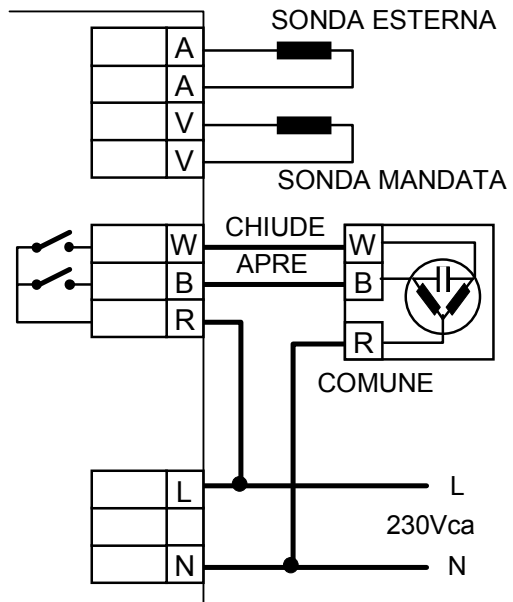 SONDA ESTERNA
A
A
V
V
SONDA MANDATA
W CHIUDE W
B APRE B
R
R
COMUNE
L L
230Vca
N N